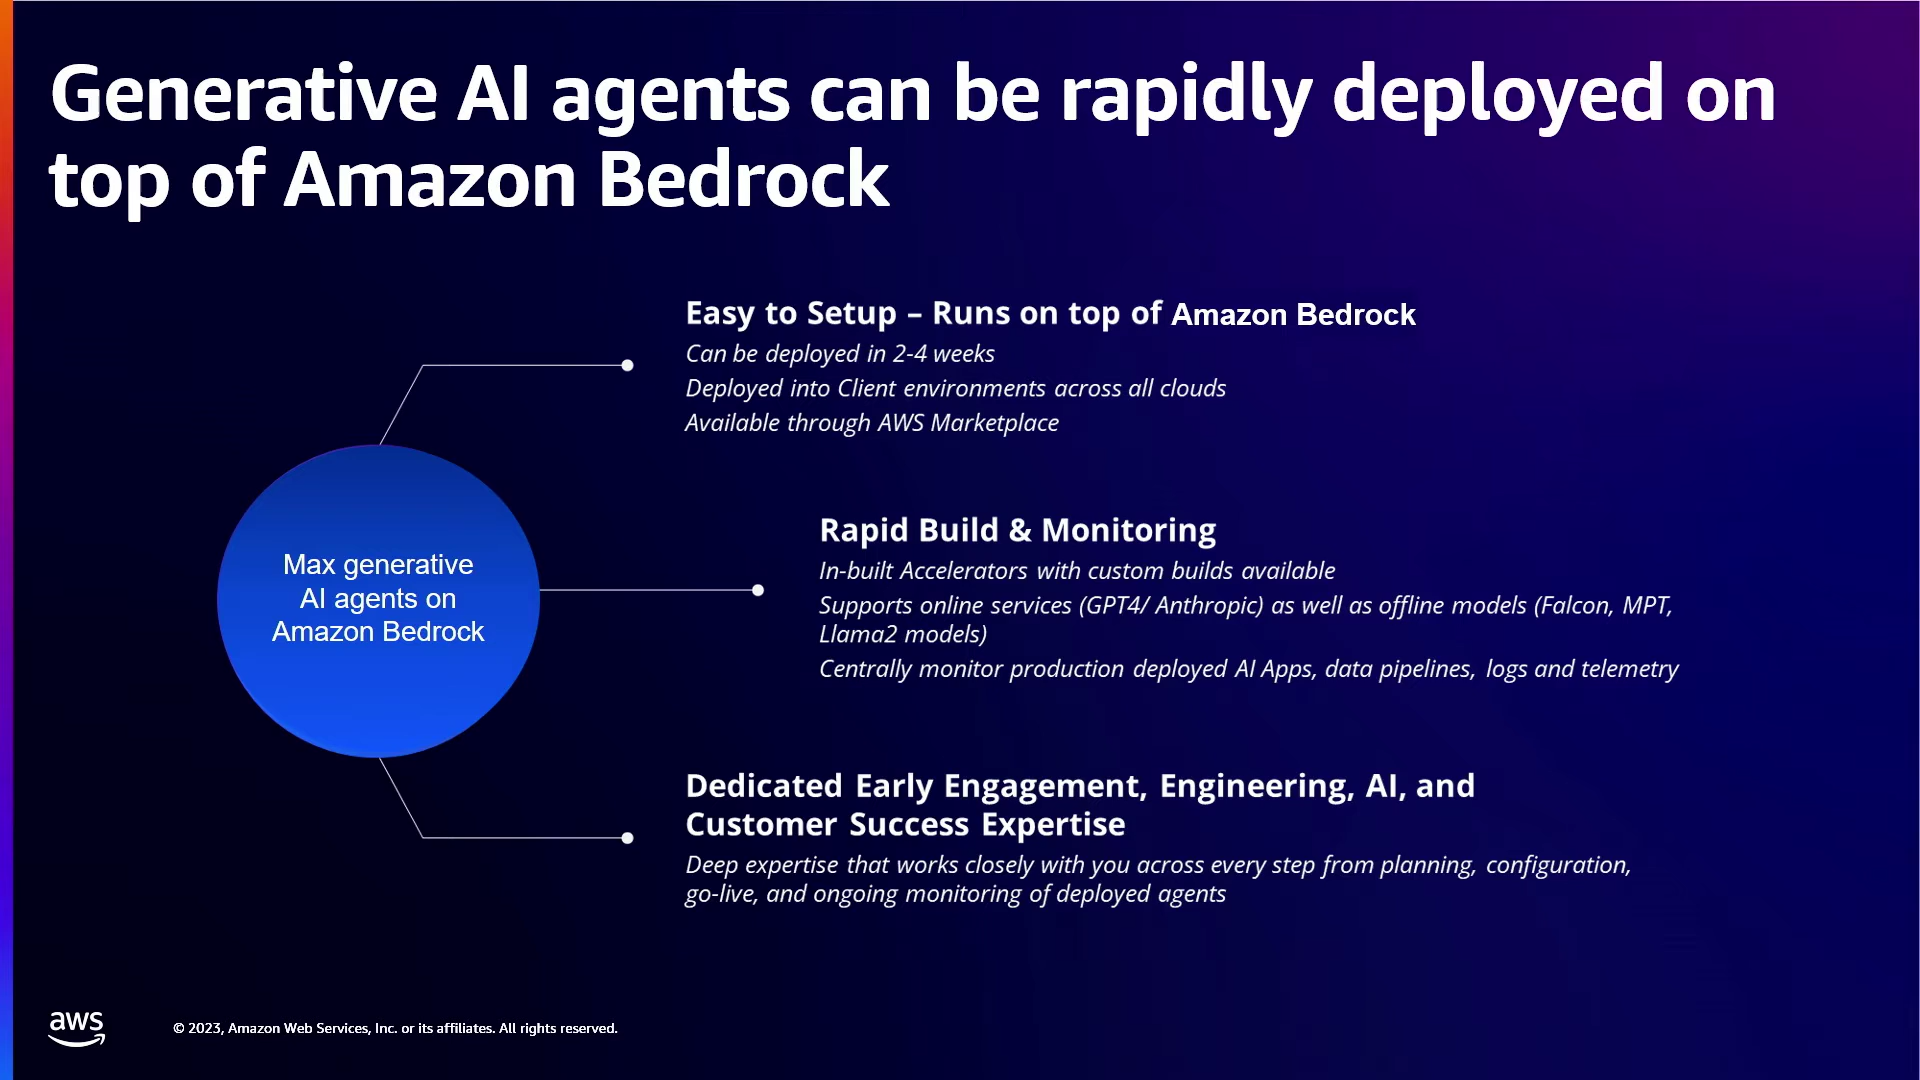 Generative AI agents can be rapidly deployed on
top of Amazon Bedrock
Easy to Setup – Runs on top of Amazon Bedrock
Can be deployed in 2-4 weeks
Deployed into Client environments across all clouds
Available through AWS Marketplace
Max generative
AI agents on
Amazon Bedrock
Rapid Build & Monitoring
In-built Accelerators with custom builds available
Supports online services (GPT4/ Anthropic) as well as offline models (Falcon, MPT,
Llama2 models)
Centrally monitor production deployed AI Apps, data pipelines, logs and telemetry
Dedicated Early Engagement, Engineering, AI, and
Customer Success Expertise
Deep expertise that works closely with you across every step from planning, configuration,
go-live, and ongoing monitoring of deployed agents
aws
© 2023, Amazon Web Services, Inc. or its affiliates. All rights reserved.